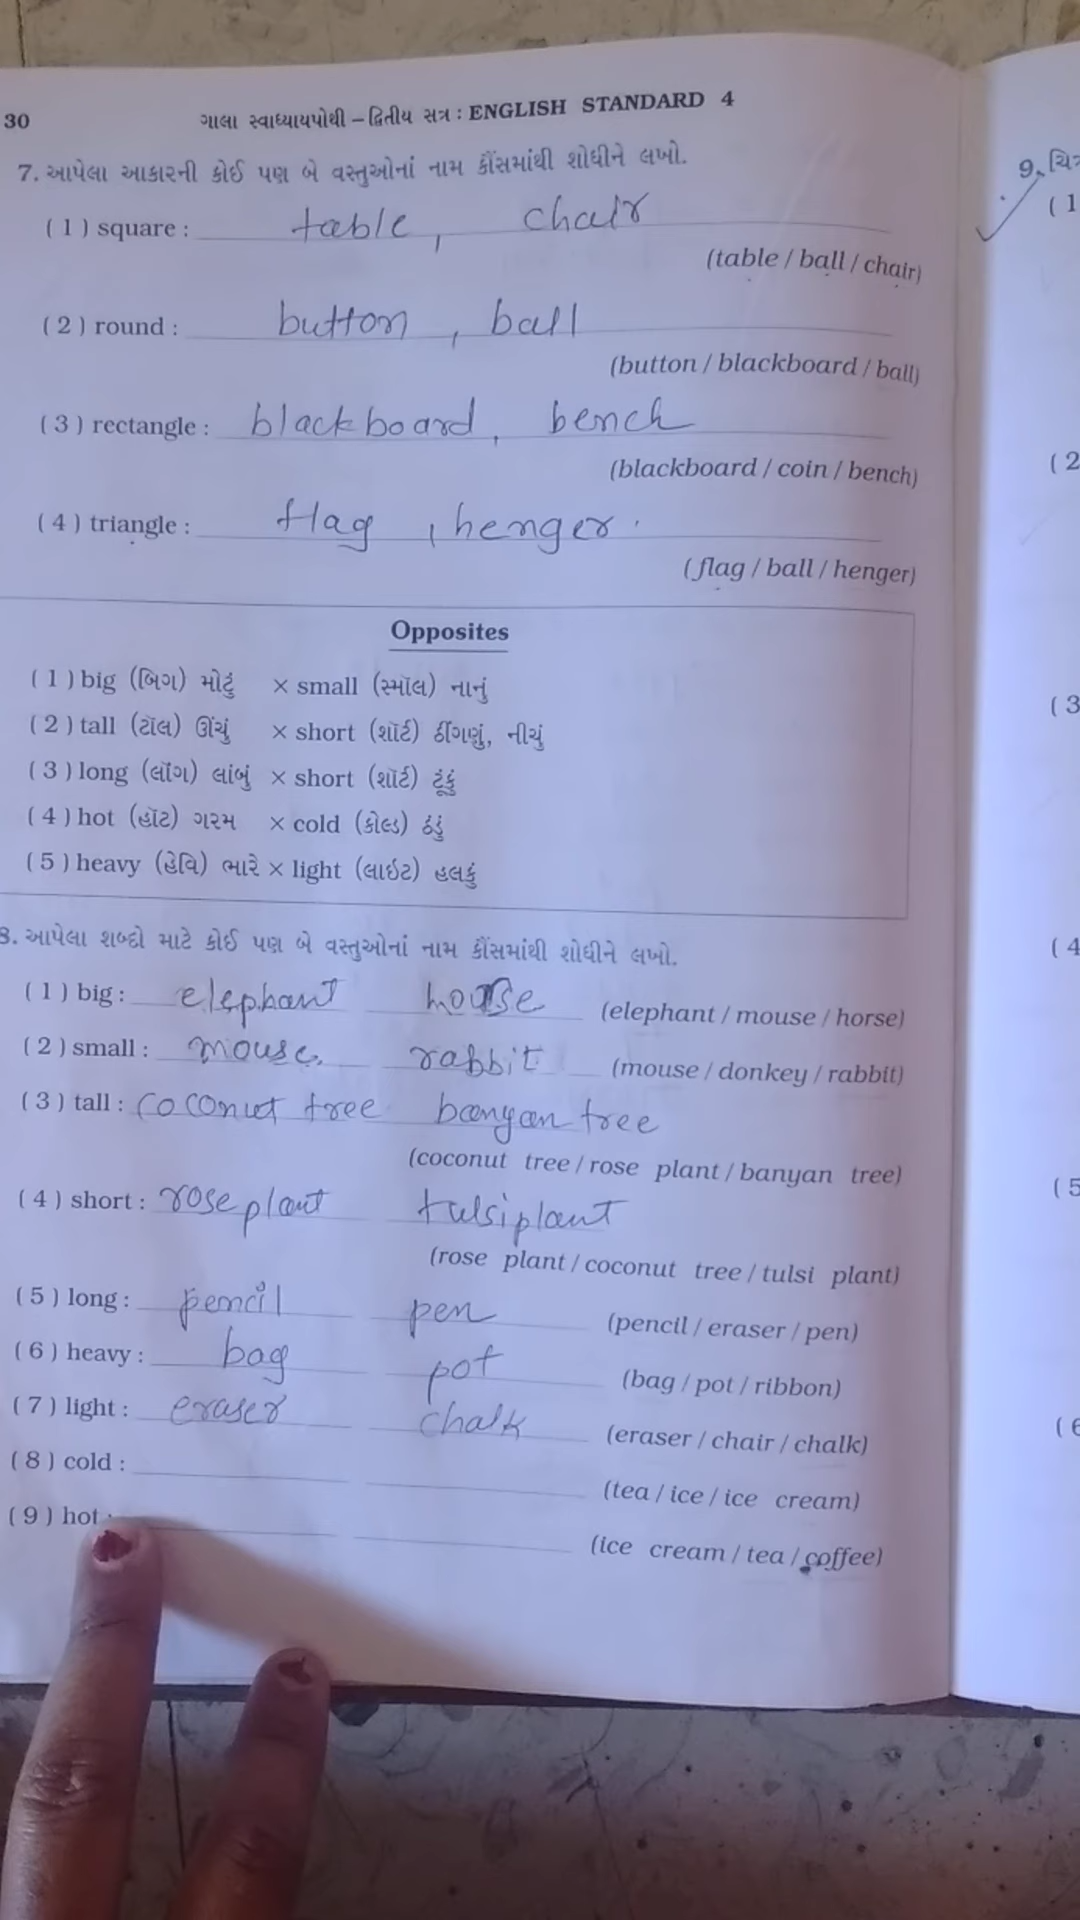 30
ગાલા સ્વાધ્યાયપોથી – દ્વિતીય સત્ર : ENGLISH STANDARD 4
7. આપેલા આકારની કોઈ પણ બે વસ્તુઓનાં નામ કૌંસમાંથી શોધીને લખો.
( 1 ) square : table, chair
(table / ball / chair)
( 2 ) round : button, ball
(button / blackboard / ball)
( 3 ) rectangle : blackboard, bench
(blackboard / coin / bench)
( 4 ) triangle : flag, henger.
(flag / ball / henger)
Opposites
( 1 ) big (બિગ) મોટું × small (સ્મૉલ) નાનું
( 2 ) tall (ટૉલ) ઊંચું × short (શૉર્ટ) ઠીંગણું, નીચું
( 3 ) long (લૉંગ) લાંબું × short (શૉર્ટ) ટૂંકું
( 4 ) hot (હૉટ) ગરમ × cold (કોલ્ડ) ઠંડું
( 5 ) heavy (હેવિ) ભારે × light (લાઇટ) હલકું
8. આપેલા શબ્દો માટે કોઈ પણ બે વસ્તુઓનાં નામ કૌંસમાંથી શોધીને લખો.
( 1 ) big : elephant horse (elephant / mouse / horse)
( 2 ) small : mouse rabbit (mouse / donkey / rabbit)
( 3 ) tall : coconut tree banyan tree
(coconut tree / rose plant / banyan tree)
( 4 ) short : rose plant tulsi plant
(rose plant / coconut tree / tulsi plant)
( 5 ) long : pencil pen (pencil / eraser / pen)
( 6 ) heavy : bag pot (bag / pot / ribbon)
( 7 ) light : eraser chalk (eraser / chair / chalk)
( 8 ) cold : (tea / ice / ice cream)
( 9 ) hot : (ice cream / tea / coffee)
9. ચિત્ર
( 1
( 2
( 3
( 4
( 5
( 6